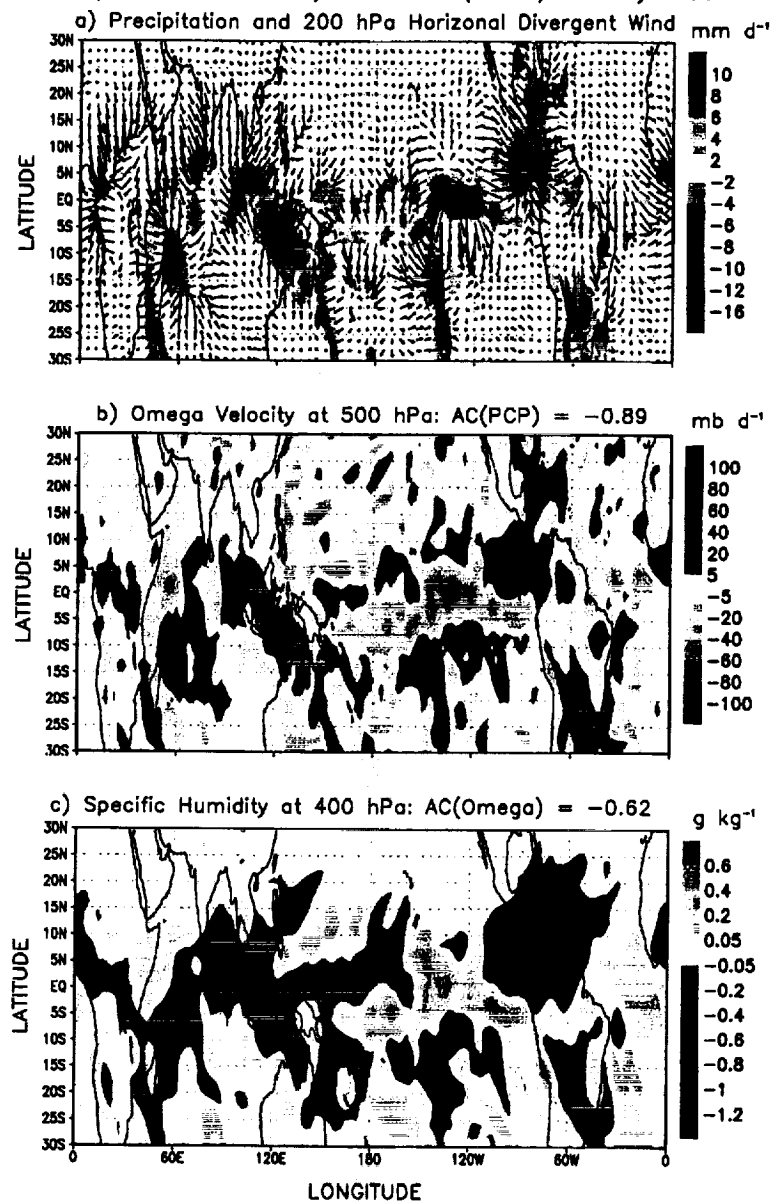 a) Precipitation and 200 hPa Horizonal Divergent Wind
mm d⁻¹
30N
25N
20N
15N
10N
5N
EQ
5S
10S
15S
20S
25S
30S
LATITUDE
10
8
6
4
2
-2
-4
-6
-8
-10
-12
-16
b) Omega Velocity at 500 hPa: AC(PCP) = -0.89
mb d⁻¹
30N
25N
20N
15N
10N
5N
EQ
5S
10S
15S
20S
25S
30S
LATITUDE
100
80
60
40
20
5
-5
-20
-40
-60
-80
-100
c) Specific Humidity at 400 hPa: AC(Omega) = -0.62
g kg⁻¹
30N
25N
20N
15N
10N
5N
EQ
5S
10S
15S
20S
25S
30S
LATITUDE
0.6
0.4
0.2
0.05
-0.05
-0.2
-0.4
-0.6
-0.8
-1
-1.2
0
60E
120E
180
120W
60W
0
LONGITUDE